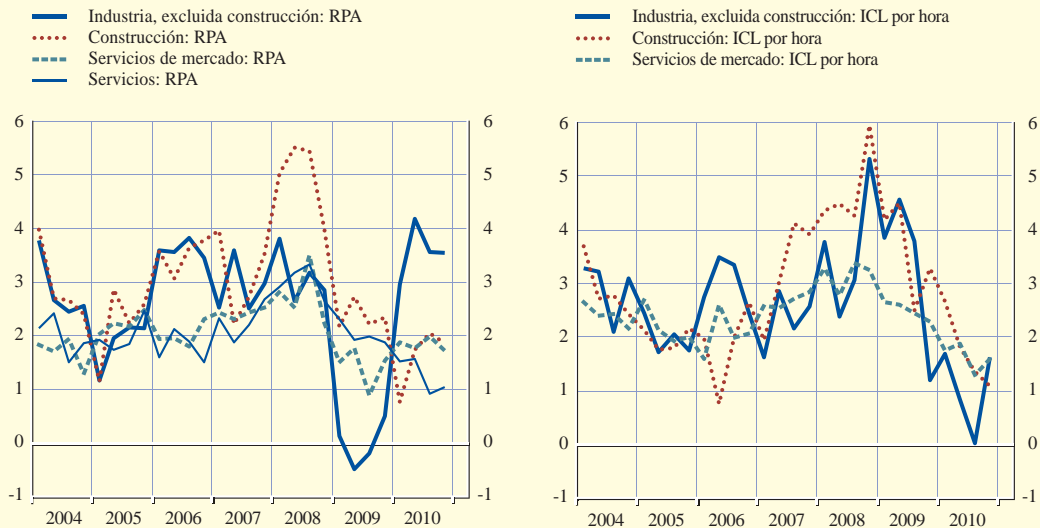 Industria, excluida construcción: RPA
Construcción: RPA
Servicios de mercado: RPA
Servicios: RPA
6 6
5 5
4 4
3 3
2 2
1 1
0 0
-1 -1
2004 2005 2006 2007 2008 2009 2010
Industria, excluida construcción: ICL por hora
Construcción: ICL por hora
Servicios de mercado: ICL por hora
6 6
5 5
4 4
3 3
2 2
1 1
0 0
-1 -1
2004 2005 2006 2007 2008 2009 2010